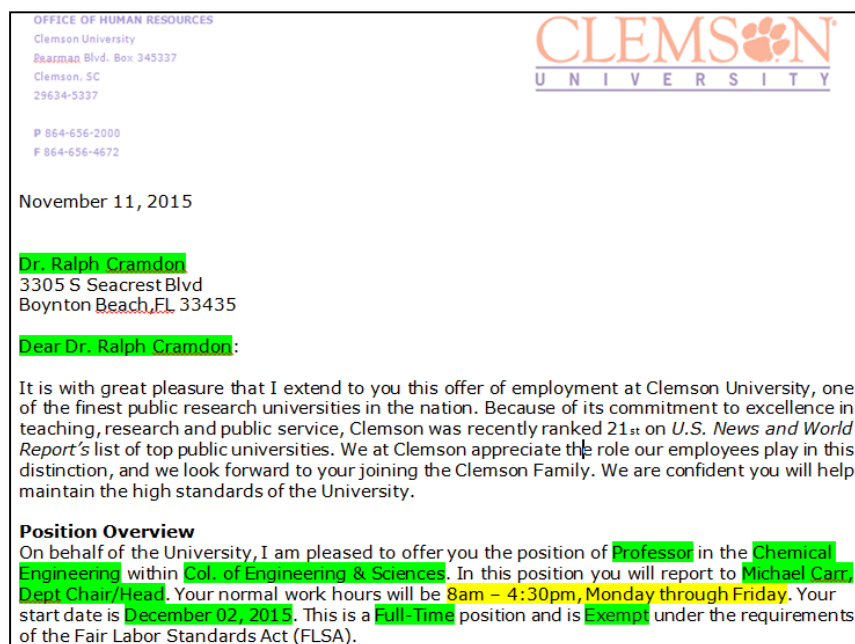 OFFICE OF HUMAN RESOURCES
Clemson University
Pearman Blvd. Box 345337
Clemson, SC
29634-5337
P 864-656-2000
F 864-656-4672
CLEMSON
UNIVERSITY
November 11, 2015
Dr. Ralph Cramdon
3305 S Seacrest Blvd
Boynton Beach,FL 33435
Dear Dr. Ralph Cramdon:
It is with great pleasure that I extend to you this offer of employment at Clemson University, one
of the finest public research universities in the nation. Because of its commitment to excellence in
teaching, research and public service, Clemson was recently ranked 21st on U.S. News and World
Report's list of top public universities. We at Clemson appreciate the role our employees play in this
distinction, and we look forward to your joining the Clemson Family. We are confident you will help
maintain the high standards of the University.
Position Overview
On behalf of the University, I am pleased to offer you the position of Professor in the Chemical
Engineering within Col. of Engineering & Sciences. In this position you will report to Michael Carr,
Dept Chair/Head. Your normal work hours will be 8am – 4:30pm, Monday through Friday. Your
start date is December 02, 2015. This is a Full-Time position and is Exempt under the requirements
of the Fair Labor Standards Act (FLSA).